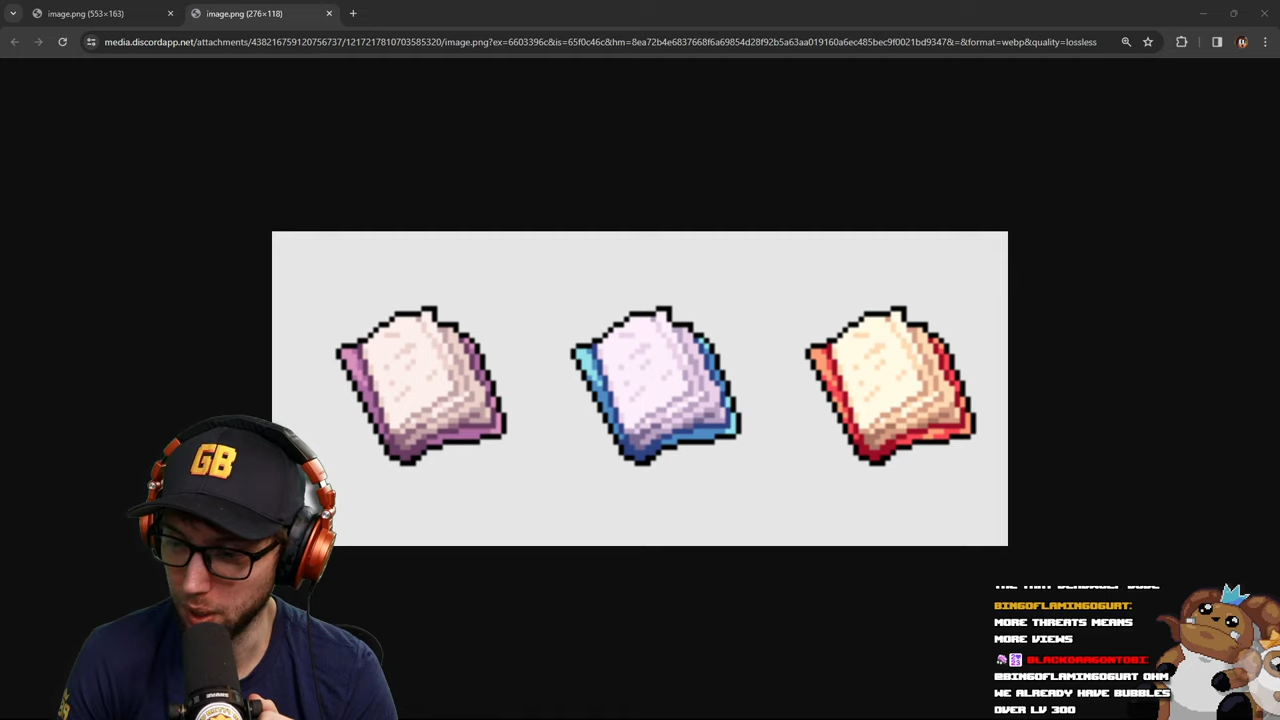 image.png (553×163)
image.png (276×118)
media.discordapp.net/attachments/438216759120756737/1217217810703585320/image.png?ex=6603396c&is=65f0c46c&hm=8ea72b4e6837668f6a69854d28f92b5a63aa019160a6ec485bec9f0021bd9347&=&format=webp&quality=lossless
GB
BINGOFLAMINGOGURT:
MORE THREATS MEANS
MORE VIEWS
BLACKDRAGONTOBI:
@BINGOFLAMINGOGURT OHM
WE ALREADY HAVE BUBBLES
OVER LV 300